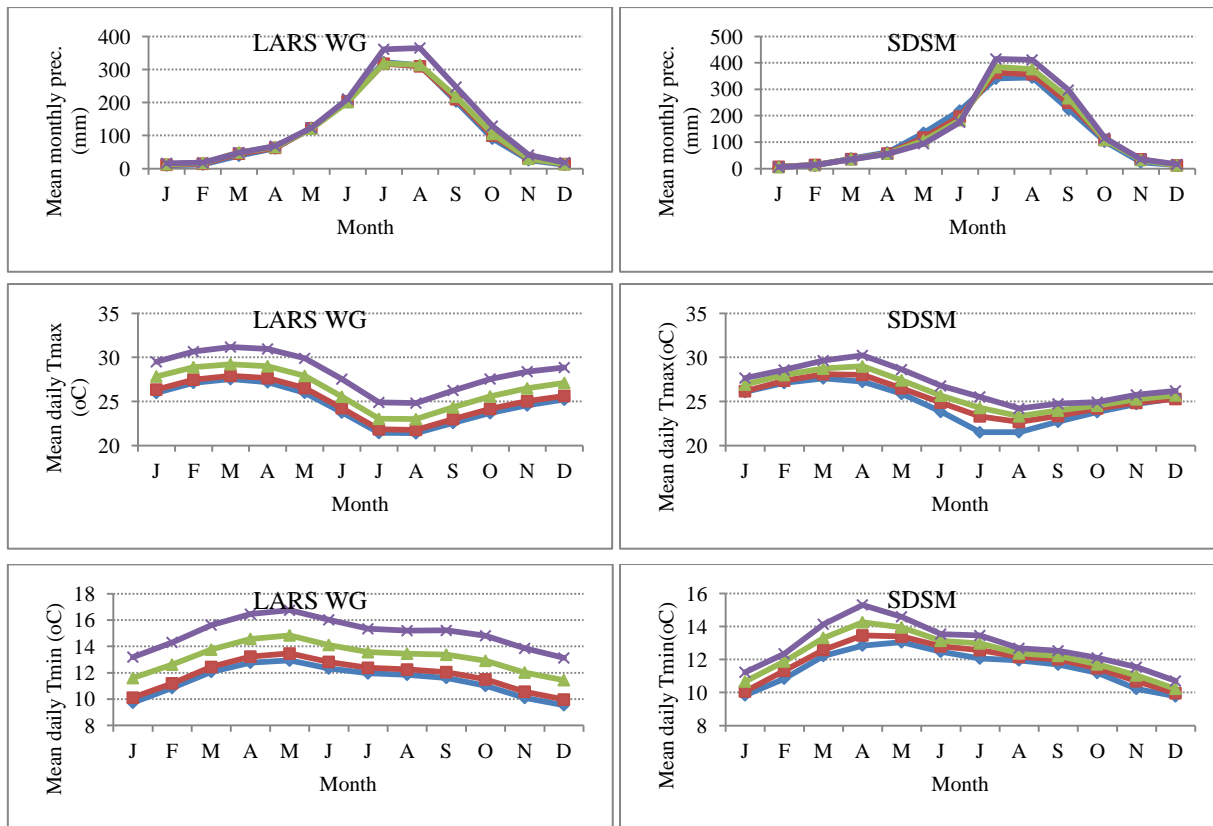 LARS WG
Mean monthly prec.
(mm)
400
300
200
100
0
J F M A M J J A S O N D
Month
SDSM
Mean monthly prec.
(mm)
500
400
300
200
100
0
J F M A M J J A S O N D
Month
LARS WG
Mean daily Tmax
(oC)
35
30
25
20
J F M A M J J A S O N D
Month
SDSM
Mean daily Tmax(oC)
35
30
25
20
J F M A M J J A S O N D
Month
LARS WG
Mean daily Tmin (oC)
18
16
14
12
10
8
J F M A M J J A S O N D
Month
SDSM
Mean daily Tmin(oC)
16
14
12
10
8
J F M A M J J A S O N D
Month